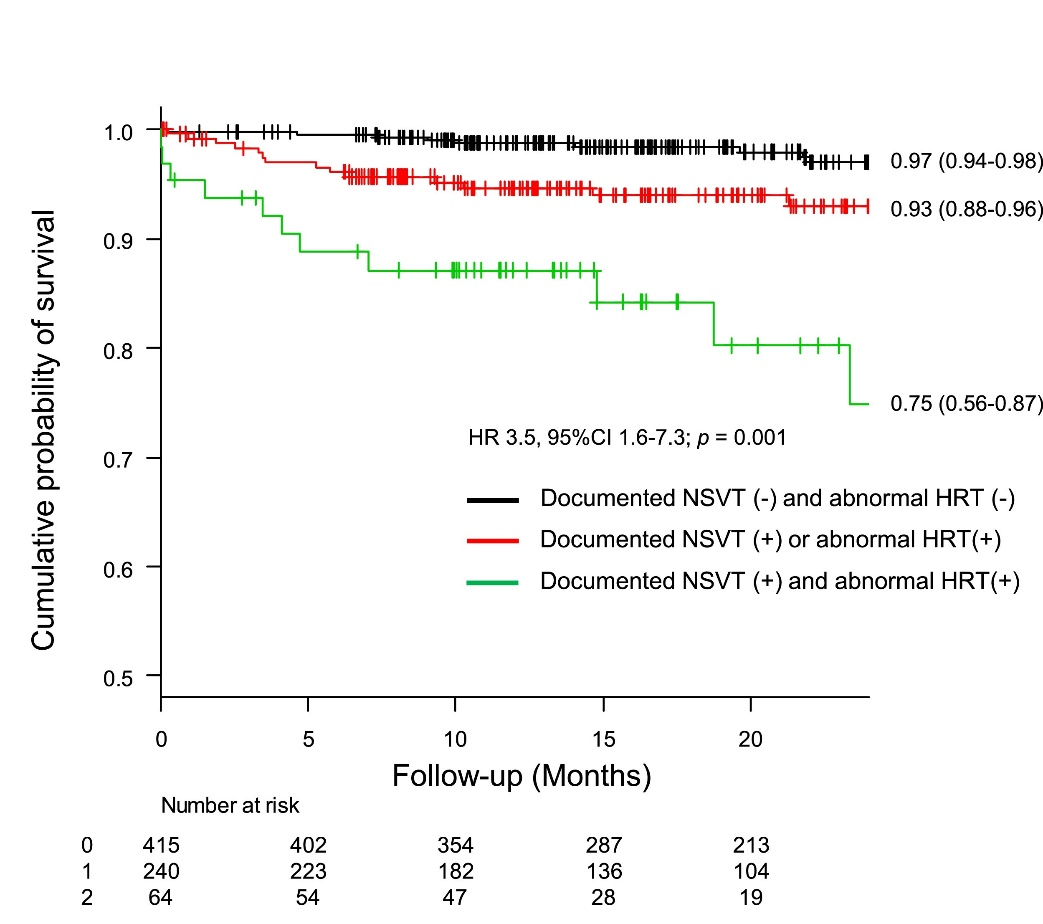 Cumulative probability of survival
1.0
0.9
0.8
0.7
0.6
0.5
0.97 (0.94-0.98)
0.93 (0.88-0.96)
0.75 (0.56-0.87)
HR 3.5, 95%CI 1.6-7.3; p = 0.001
Documented NSVT (-) and abnormal HRT (-)
Documented NSVT (+) or abnormal HRT(+)
Documented NSVT (+) and abnormal HRT(+)
0 5 10 15 20
Follow-up (Months)
Number at risk
0 415 402 354 287 213
1 240 223 182 136 104
2 64 54 47 28 19